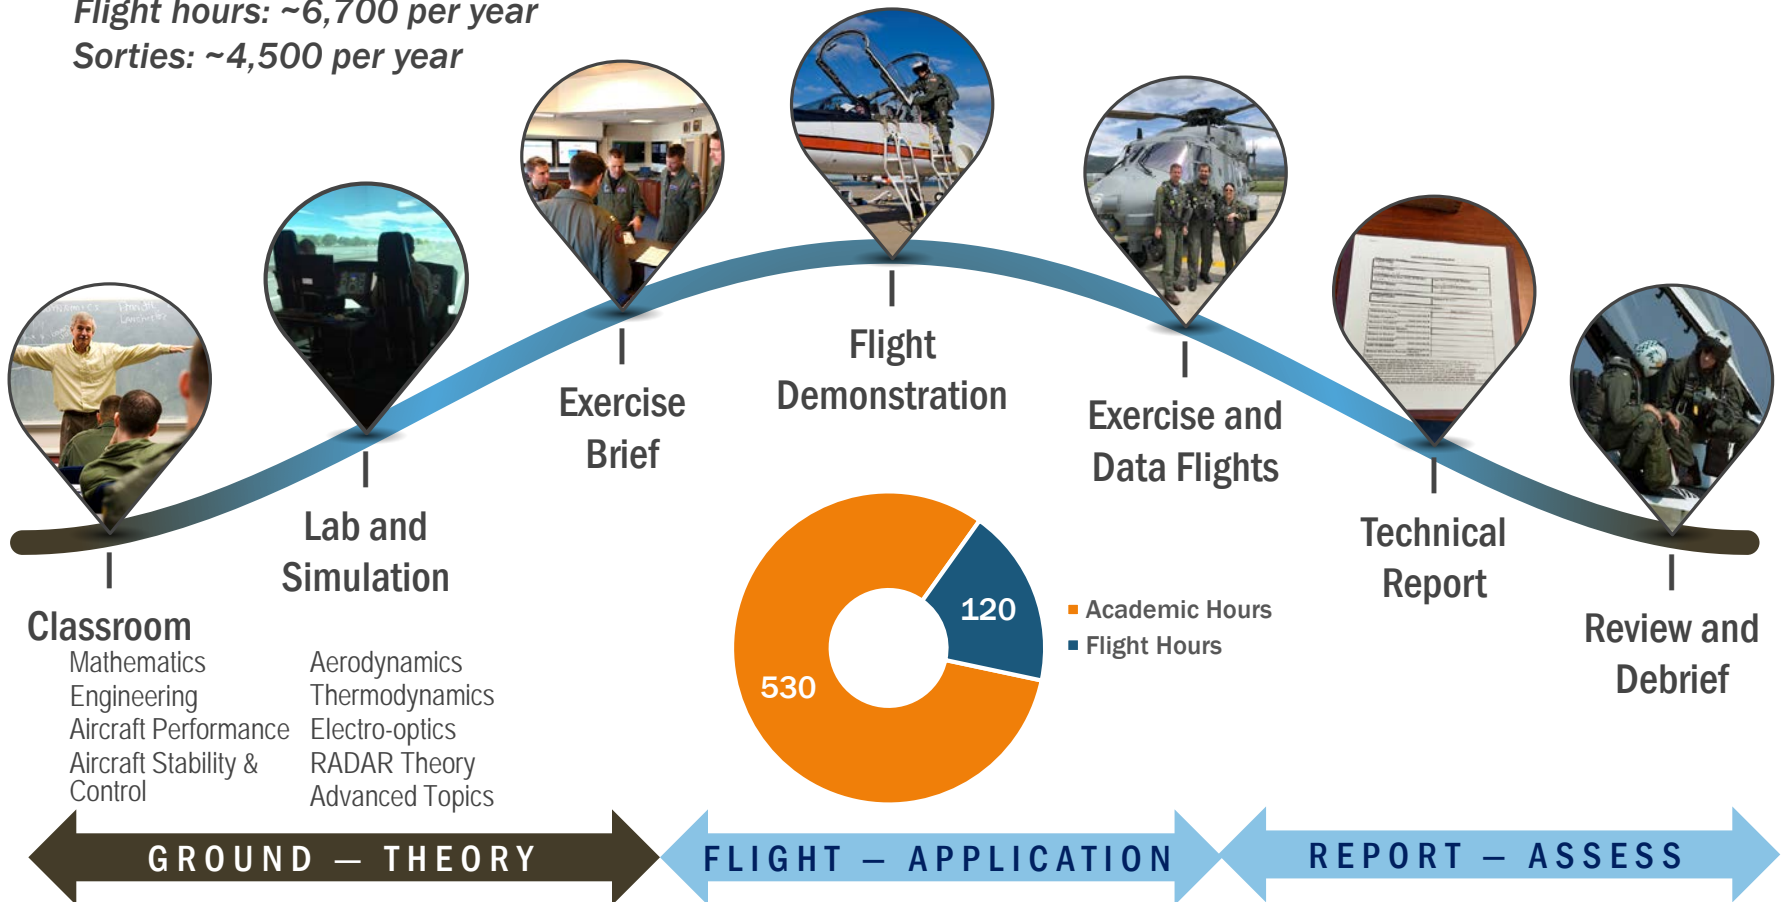 Flight hours: ~6,700 per year
Sorties: ~4,500 per year
Flight
Demonstration
Exercise
Brief
Exercise and
Data Flights
Lab and
Simulation
Technical
Report
Classroom
Mathematics
Engineering
Aircraft Performance
Aircraft Stability &
Control
Aerodynamics
Thermodynamics
Electro-optics
RADAR Theory
Advanced Topics
120
530
Academic Hours
Flight Hours
Review and
Debrief
GROUND – THEORY
FLIGHT – APPLICATION
REPORT – ASSESS